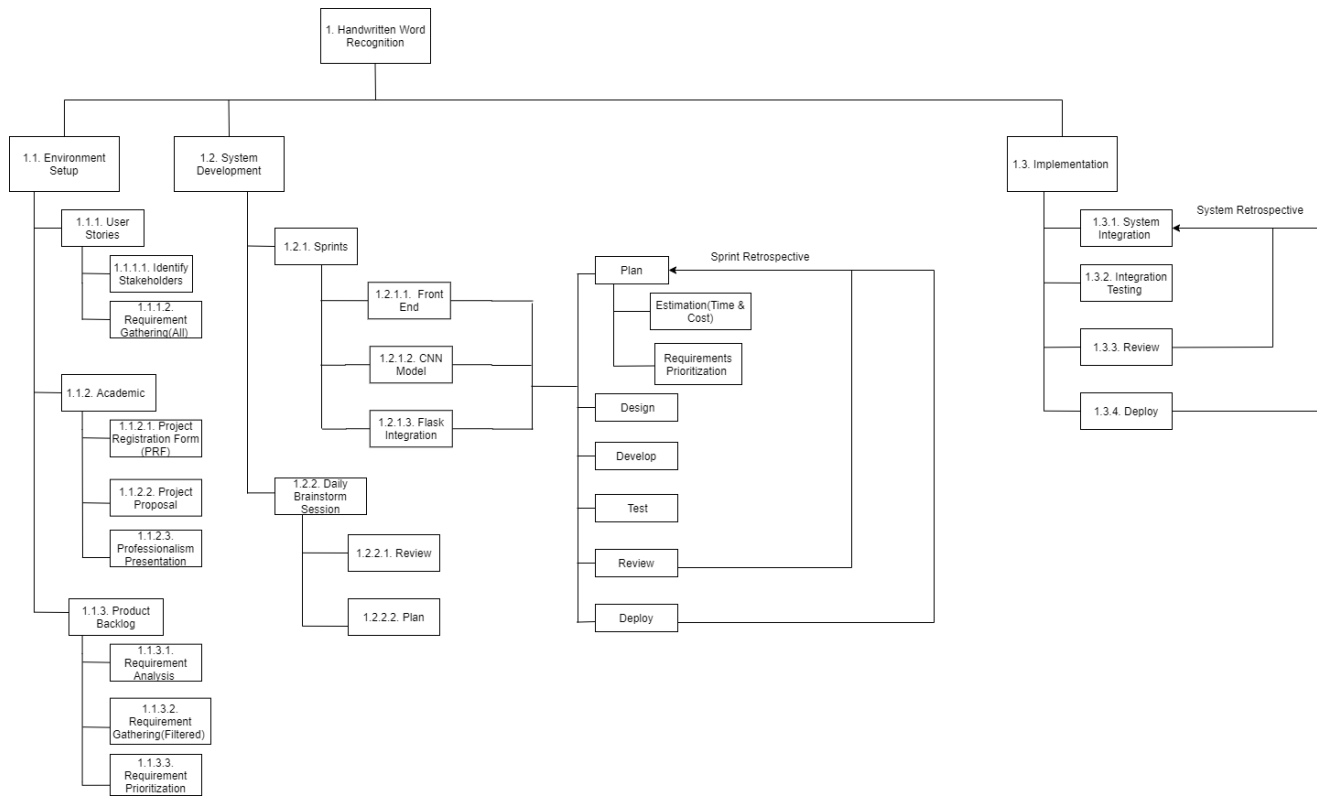 1. Handwritten Word
Recognition
1.1. Environment
Setup
1.1.1. User
Stories
1.1.1.1. Identify
Stakeholders
1.1.1.2.
Requirement
Gathering(All)
1.1.2. Academic
1.1.2.1. Project
Registration Form
(PRF)
1.1.2.2. Project
Proposal
1.1.2.3.
Professionalism
Presentation
1.1.3. Product
Backlog
1.1.3.1.
Requirement
Analysis
1.1.3.2.
Requirement
Gathering(Filtered)
1.1.3.3.
Requirement
Prioritization
1.2. System
Development
1.2.1. Sprints
1.2.1.1. Front
End
1.2.1.2. CNN
Model
1.2.1.3. Flask
Integration
1.2.2. Daily
Brainstorm
Session
1.2.2.1. Review
1.2.2.2. Plan
Plan
Sprint Retrospective
Estimation(Time &
Cost)
Requirements
Prioritization
Design
Develop
Test
Review
Deploy
1.3. Implementation
System Retrospective
1.3.1. System
Integration
1.3.2. Integration
Testing
1.3.3. Review
1.3.4. Deploy